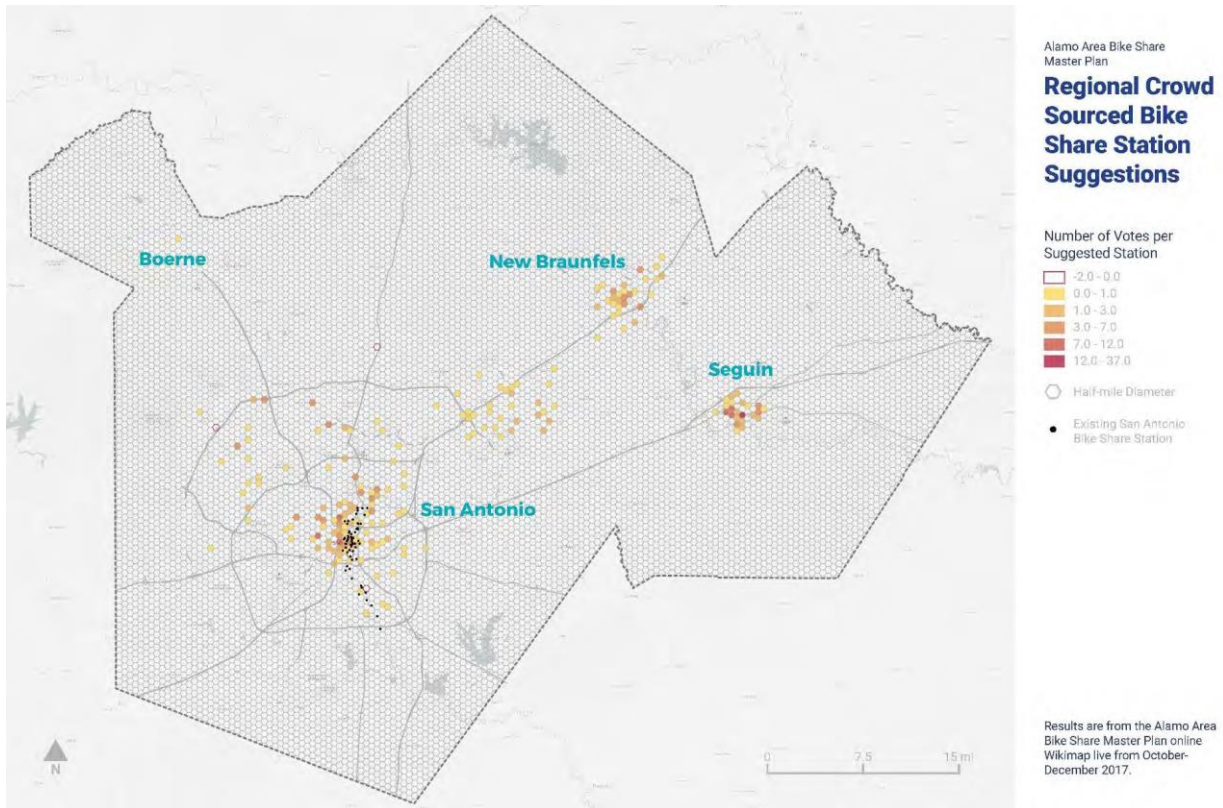 Alamo Area Bike Share
Master Plan
Regional Crowd
Sourced Bike
Share Station
Suggestions
Number of Votes per
Suggested Station
-2.0 - 0.0
0.0 - 1.0
1.0 - 3.0
3.0 - 7.0
7.0 - 12.0
12.0 - 37.0
Half-mile Diameter
Existing San Antonio
Bike Share Station
Boerne
New Braunfels
Seguin
San Antonio
N
0 7.5 15 mi
Results are from the Alamo Area
Bike Share Master Plan online
Wikimap live from October-
December 2017.